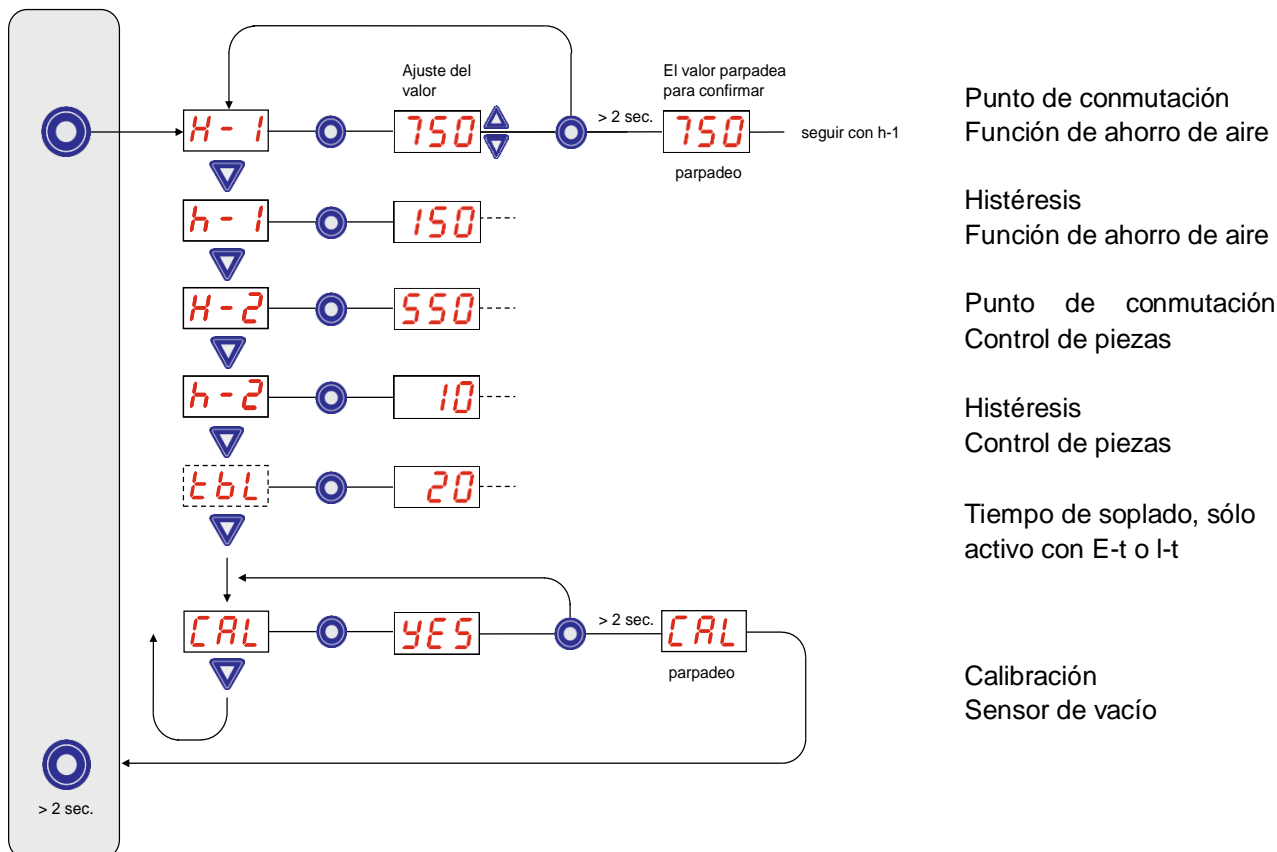 Ajuste del
valor
El valor parpadea
para confirmar
H-1
750
> 2 sec.
750
seguir con h-1
parpadeo
Punto de conmutación
Función de ahorro de aire
h-1
150
Histéresis
Función de ahorro de aire
H-2
550
Punto de conmutación
Control de piezas
h-2
10
Histéresis
Control de piezas
tbL
20
Tiempo de soplado, sólo
activo con E-t o I-t
CAL
YES
> 2 sec.
CAL
parpadeo
Calibración
Sensor de vacío
> 2 sec.